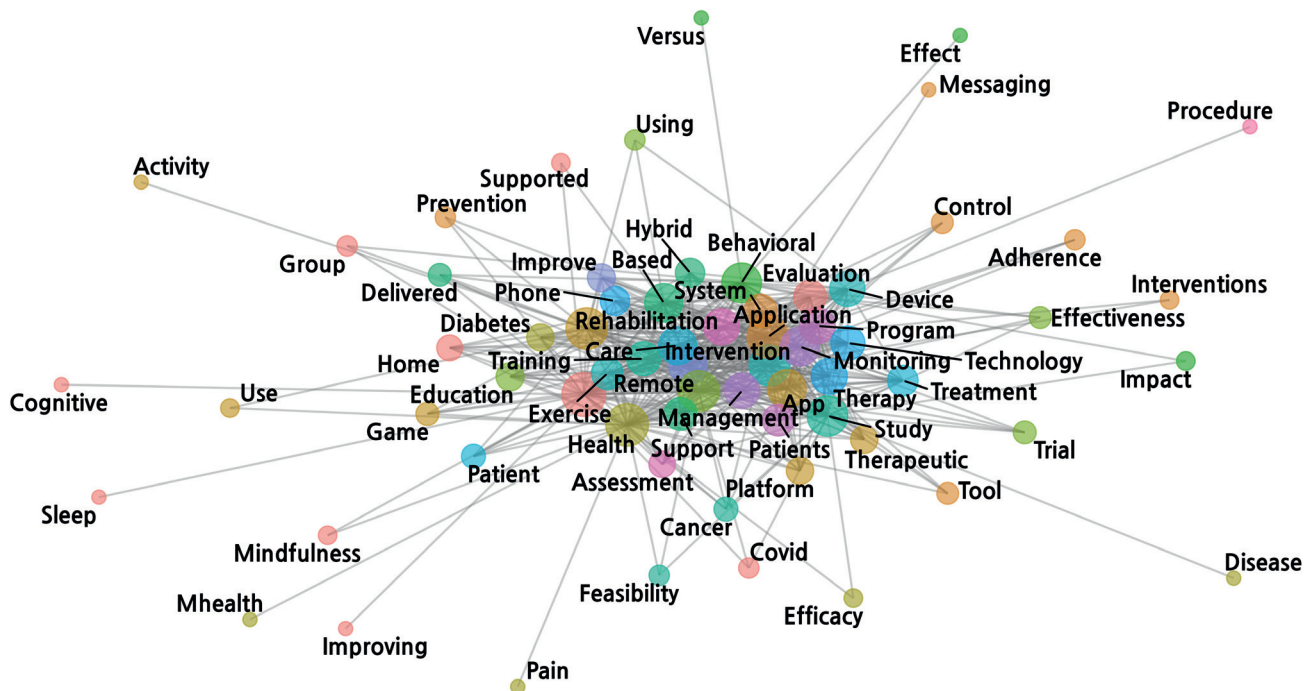 Versus
Effect
Messaging
Procedure
Using
Activity
Supported
Prevention
Control
Hybrid
Behavioral
Adherence
Group
Improve
Based
Evaluation
Delivered
Phone
System
Device
Interventions
Diabetes
Rehabilitation
Application
Program
Effectiveness
Home
Training
Care
Intervention
Monitoring
Technology
Impact
Cognitive
Use
Education
Remote
Therapy
Treatment
Game
Exercise
Management
App
Study
Health
Support
Patients
Therapeutic
Trial
Sleep
Patient
Assessment
Platform
Tool
Mindfulness
Cancer
Covid
Disease
Mhealth
Feasibility
Efficacy
Improving
Pain